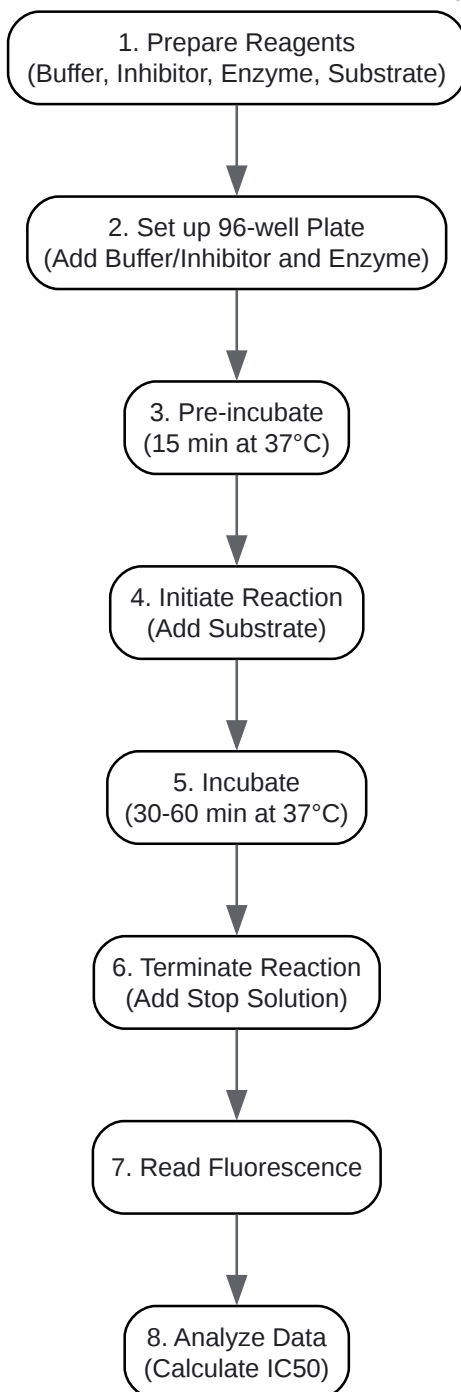 1. Prepare Reagents
(Buffer, Inhibitor, Enzyme, Substrate)
2. Set up 96-well Plate
(Add Buffer/Inhibitor and Enzyme)
3. Pre-incubate
(15 min at 37°C)
4. Initiate Reaction
(Add Substrate)
5. Incubate
(30-60 min at 37°C)
6. Terminate Reaction
(Add Stop Solution)
7. Read Fluorescence
8. Analyze Data
(Calculate IC50)